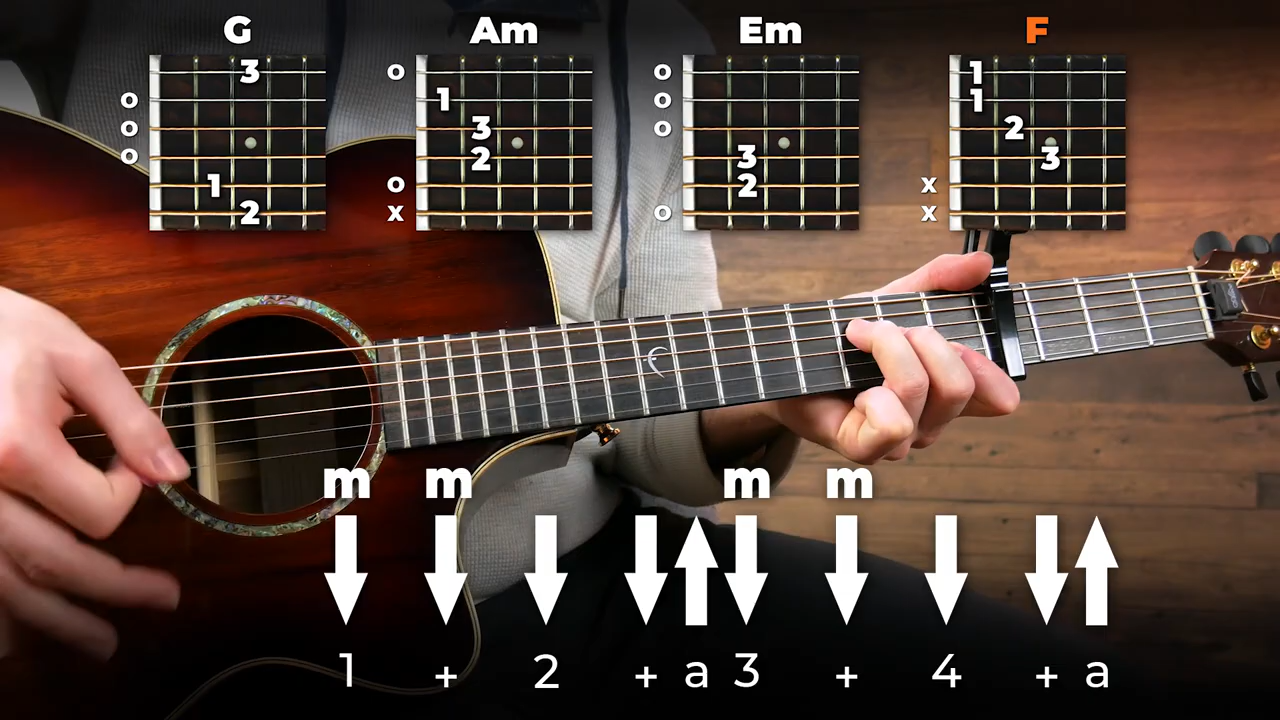 G Am Em F
3 o 1
o 1 o 1
o 3 o 2
o 2 3 3
1 o 2 x
2 x o x
m m m m
1 + 2 + a 3 + 4 + a